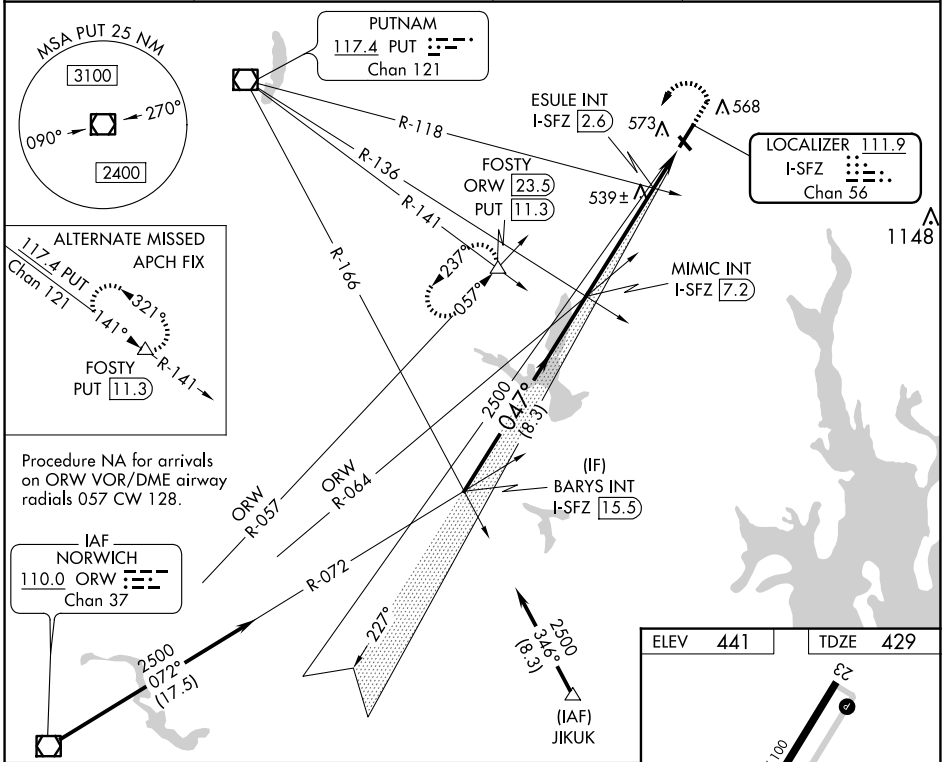 MSA PUT 25 NM
3100
090°
270°
2400
PUTNAM
117.4 PUT
Chan 121
ESULE INT
I-SFZ 2.6
573
568
LOCALIZER 111.9
I-SFZ
Chan 56
R-118
R-136
R-141
R-166
FOSTY
ORW 23.5
PUT 11.3
539±
1148
237°
057°
MIMIC INT
I-SFZ 7.2
ALTERNATE MISSED
APCH FIX
117.4 PUT
Chan 121
321°
141°
R-141
FOSTY
PUT 11.3
2500
047°
(8.3)
Procedure NA for arrivals
on ORW VOR/DME airway
radials 057 CW 128.
ORW
R-057
ORW
R-064
(IF)
BARYS INT
I-SFZ 15.5
IAF
NORWICH
110.0 ORW
Chan 37
R-072
227°
2500
072°
(17.5)
2500
346°
(8.3)
(IAF)
JIKUK
ELEV 441
TDZE 429
23
P
100